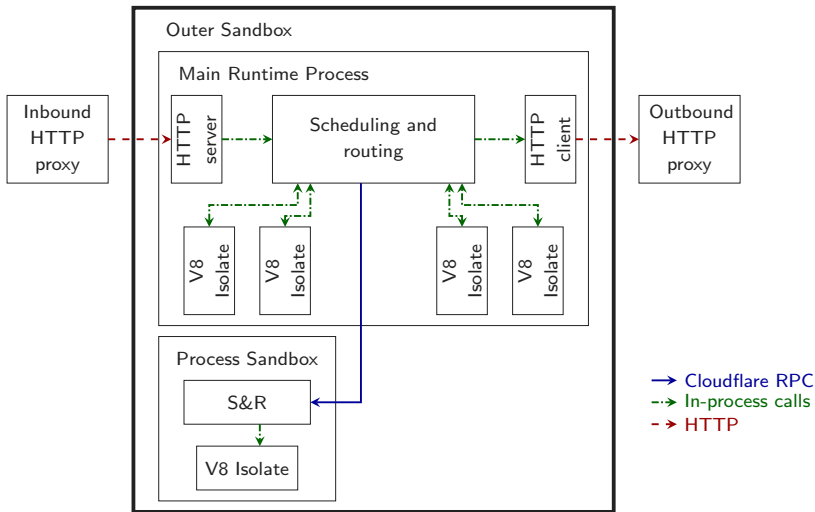 Outer Sandbox
Main Runtime Process
Inbound
HTTP
proxy
HTTP
server
Scheduling and
routing
HTTP
client
Outbound
HTTP
proxy
V8
Isolate
V8
Isolate
V8
Isolate
V8
Isolate
Process Sandbox
S&R
V8 Isolate
Cloudflare RPC
In-process calls
HTTP